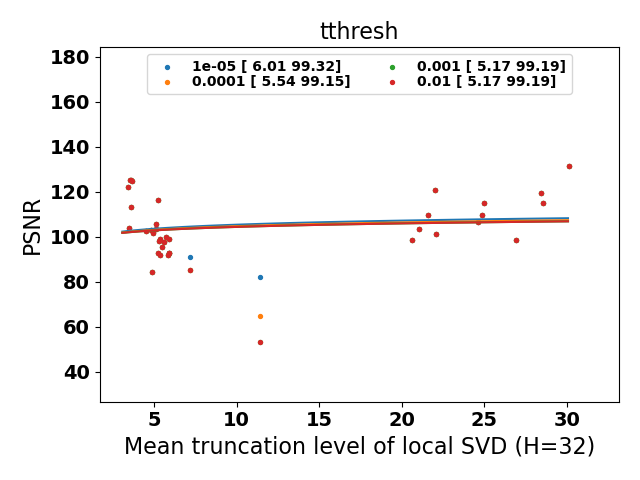 tthresh
1e-05 [ 6.01 99.32]
0.0001 [ 5.54 99.15]
0.001 [ 5.17 99.19]
0.01 [ 5.17 99.19]
PSNR
180
160
140
120
100
80
60
40
5 10 15 20 25 30
Mean truncation level of local SVD (H=32)